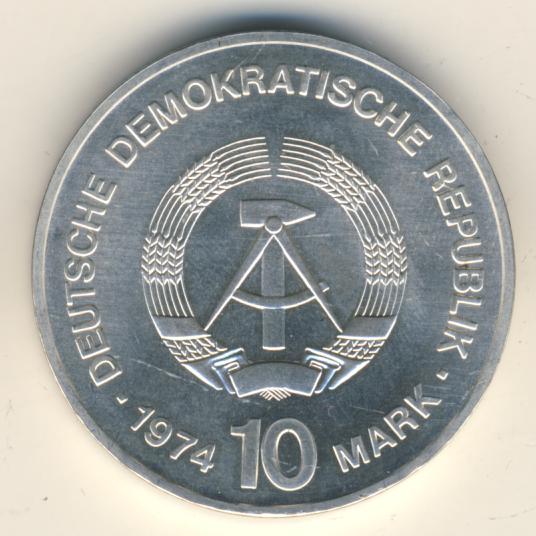 DEUTSCHE DEMOKRATISCHE REPUBLIK
· 1974 10 MARK ·